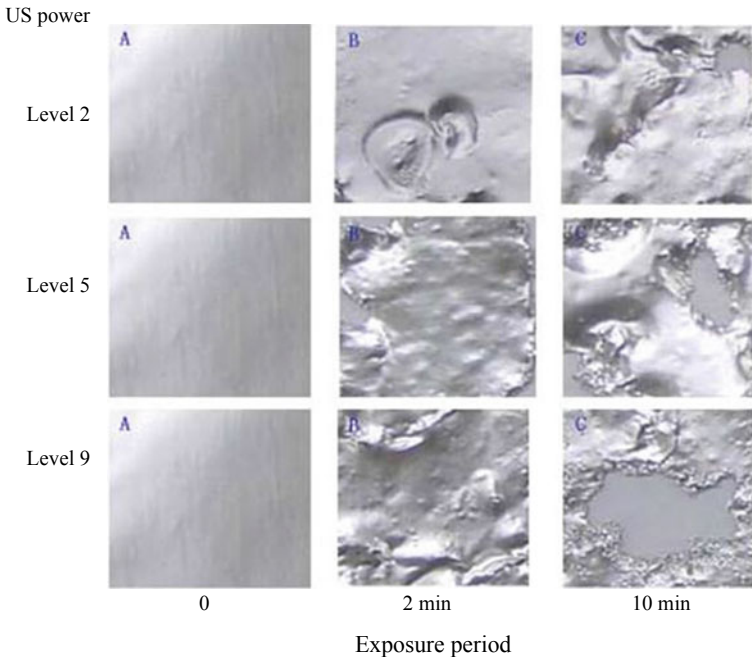 US power
A B C
Level 2
A B C
Level 5
A B C
Level 9
0 2 min 10 min
Exposure period